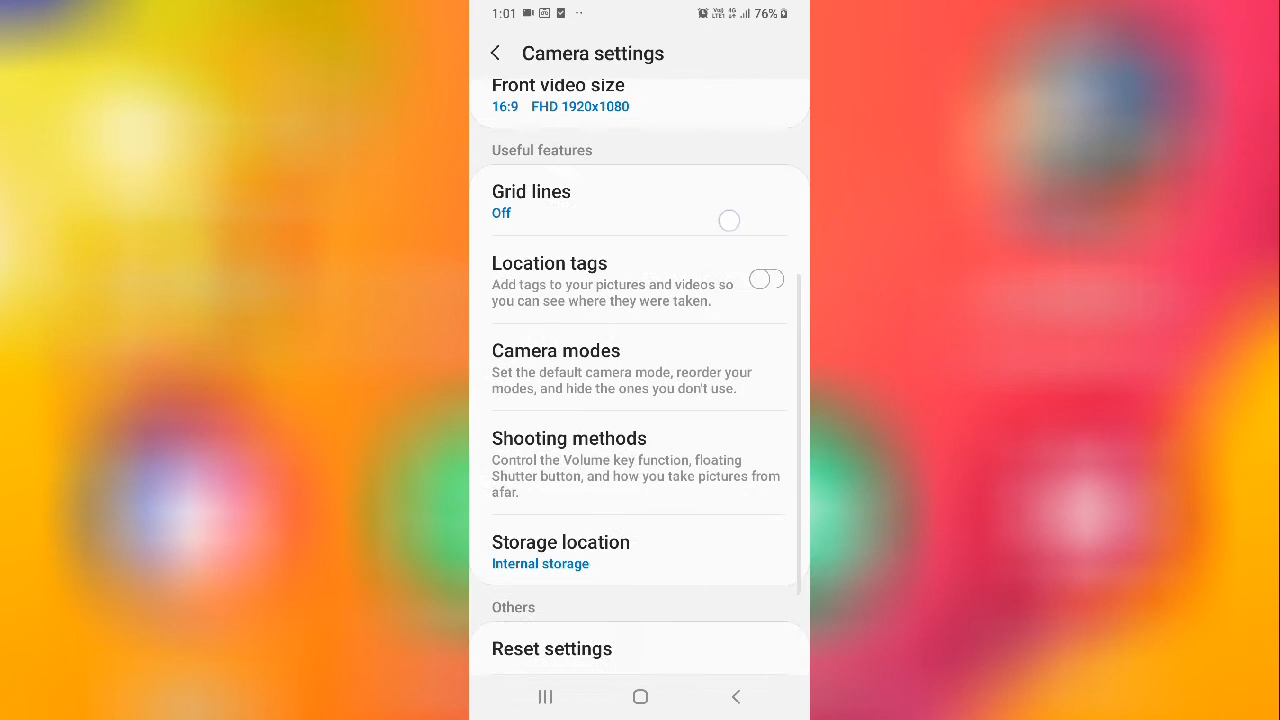 1:01
76%
Camera settings
Front video size
16:9 FHD 1920x1080
Useful features
Grid lines
Off
Location tags
Add tags to your pictures and videos so
you can see where they were taken.
Camera modes
Set the default camera mode, reorder your
modes, and hide the ones you don't use.
Shooting methods
Control the Volume key function, floating
Shutter button, and how you take pictures from
afar.
Storage location
Internal storage
Others
Reset settings